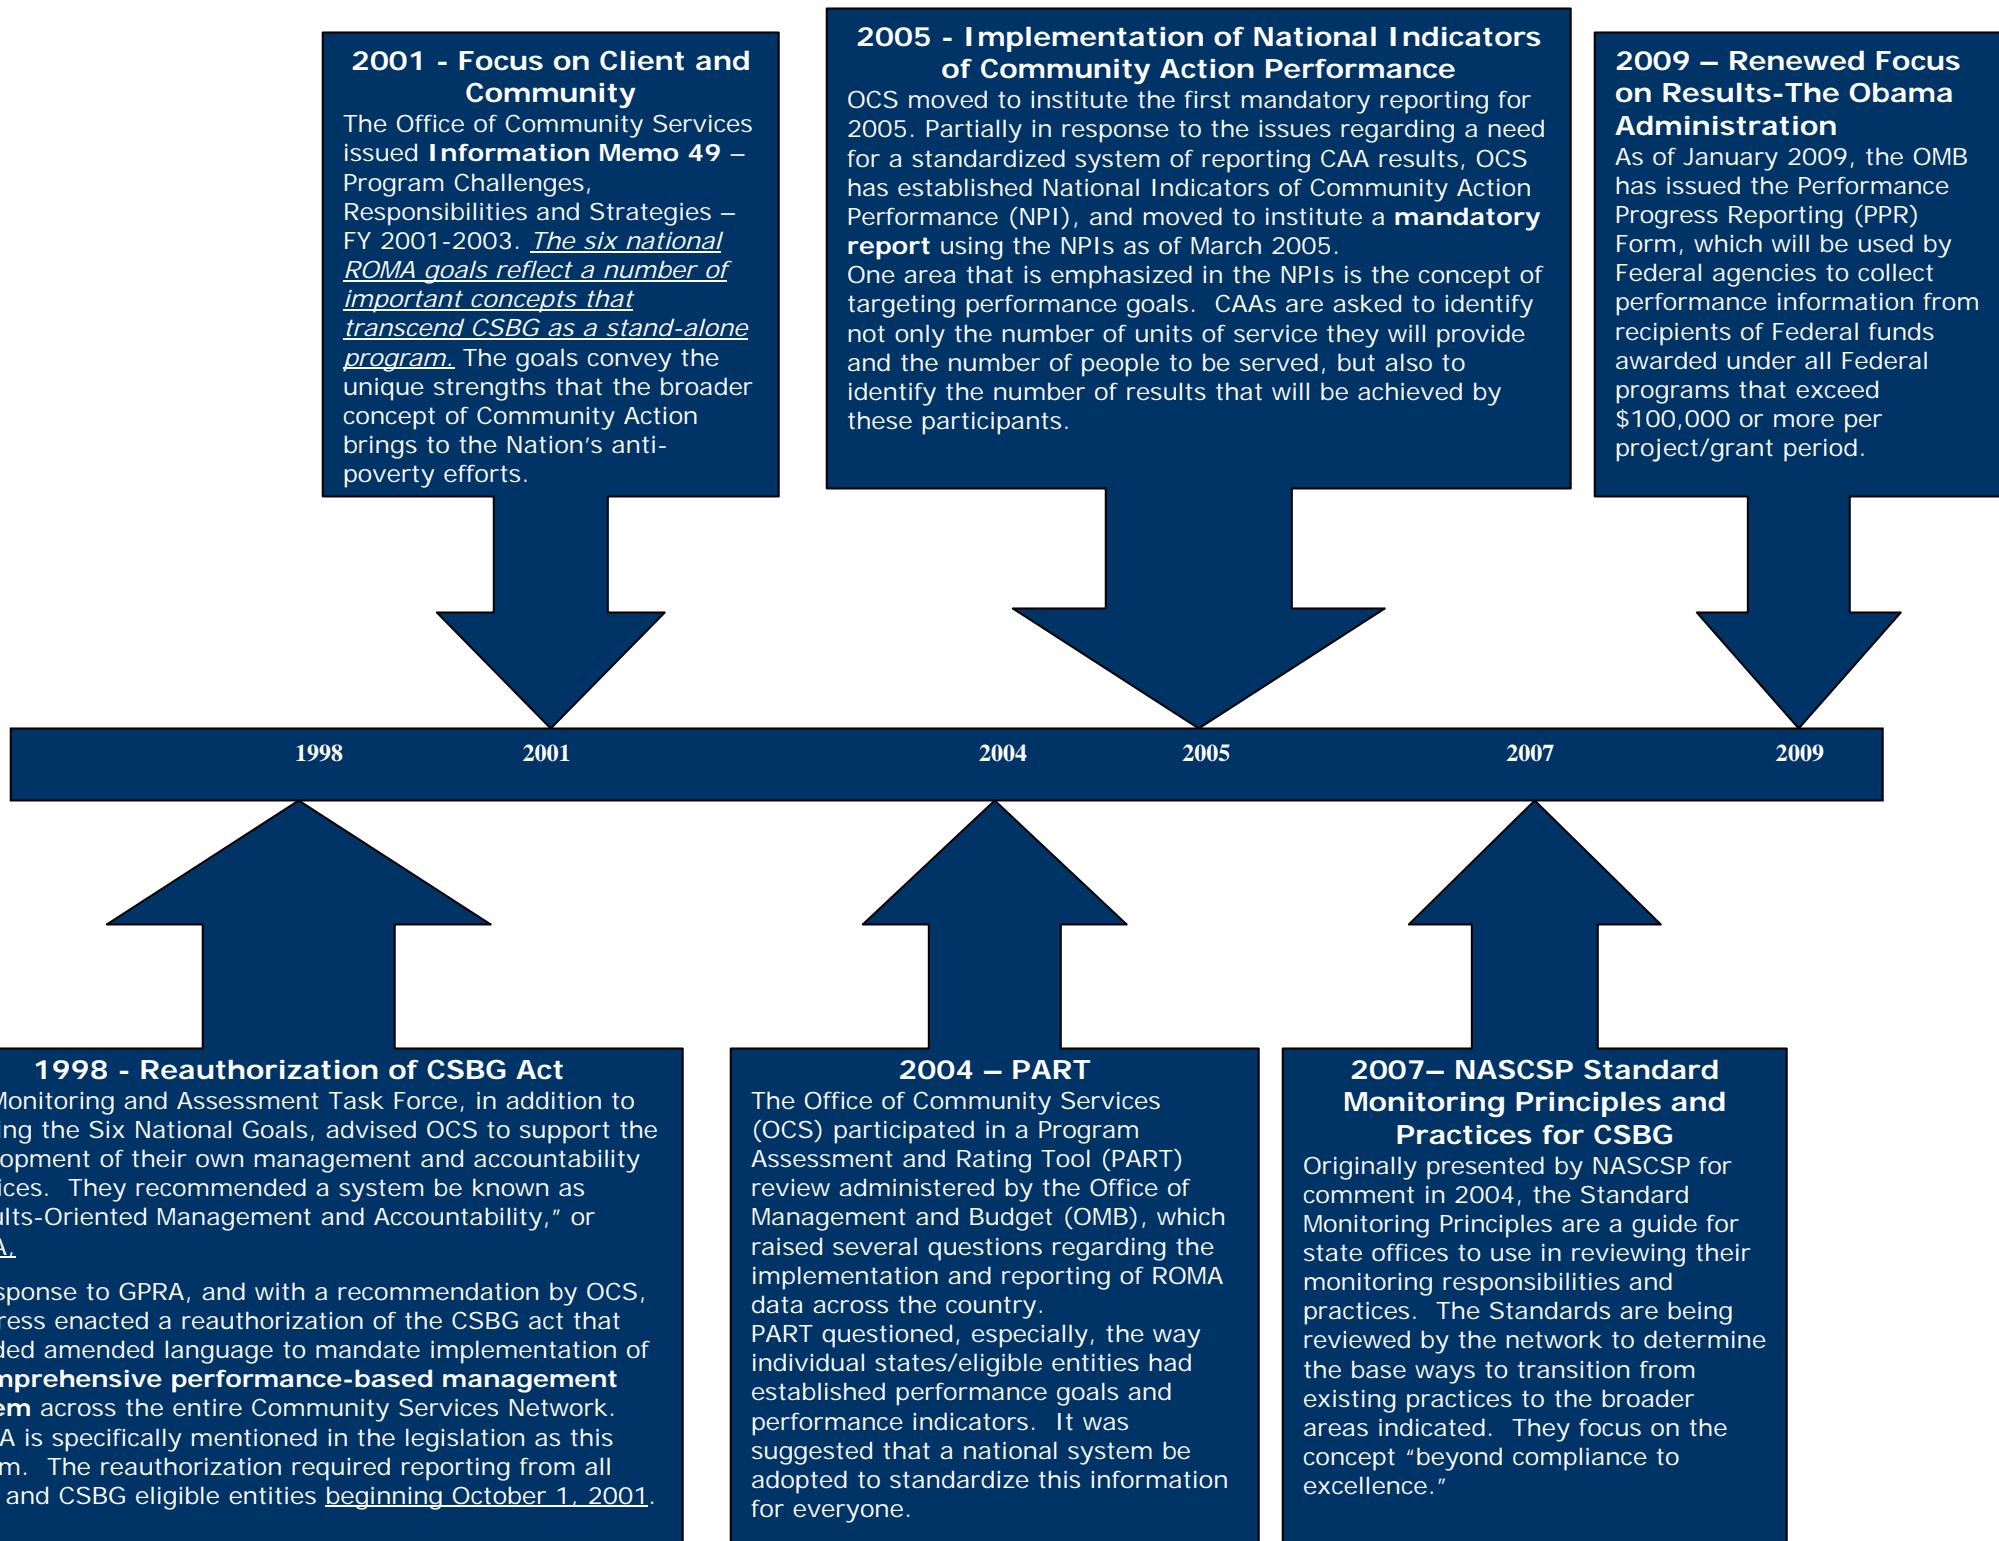 2001 - Focus on Client and
Community
The Office of Community Services
issued Information Memo 49 –
Program Challenges,
Responsibilities and Strategies –
FY 2001-2003. The six national
ROMA goals reflect a number of
important concepts that
transcend CSBG as a stand-alone
program. The goals convey the
unique strengths that the broader
concept of Community Action
brings to the Nation’s anti-
poverty efforts.
2005 - Implementation of National Indicators
of Community Action Performance
OCS moved to institute the first mandatory reporting for
2005. Partially in response to the issues regarding a need
for a standardized system of reporting CAA results, OCS
has established National Indicators of Community Action
Performance (NPI), and moved to institute a mandatory
report using the NPIs as of March 2005.
One area that is emphasized in the NPIs is the concept of
targeting performance goals. CAAs are asked to identify
not only the number of units of service they will provide
and the number of people to be served, but also to
identify the number of results that will be achieved by
these participants.
2009 – Renewed Focus
on Results-The Obama
Administration
As of January 2009, the OMB
has issued the Performance
Progress Reporting (PPR)
Form, which will be used by
Federal agencies to collect
performance information from
recipients of Federal funds
awarded under all Federal
programs that exceed
$100,000 or more per
project/grant period.
1998 2001 2004 2005 2007 2009
1998 - Reauthorization of CSBG Act
Monitoring and Assessment Task Force, in addition to
ing the Six National Goals, advised OCS to support the
opment of their own management and accountability
ices. They recommended a system be known as
ults-Oriented Management and Accountability,” or
A.
sponse to GPRA, and with a recommendation by OCS,
ress enacted a reauthorization of the CSBG act that
ded amended language to mandate implementation of
mprehensive performance-based management
em across the entire Community Services Network.
A is specifically mentioned in the legislation as this
m. The reauthorization required reporting from all
and CSBG eligible entities beginning October 1, 2001.
2004 – PART
The Office of Community Services
(OCS) participated in a Program
Assessment and Rating Tool (PART)
review administered by the Office of
Management and Budget (OMB), which
raised several questions regarding the
implementation and reporting of ROMA
data across the country.
PART questioned, especially, the way
individual states/eligible entities had
established performance goals and
performance indicators. It was
suggested that a national system be
adopted to standardize this information
for everyone.
2007– NASCSP Standard
Monitoring Principles and
Practices for CSBG
Originally presented by NASCSP for
comment in 2004, the Standard
Monitoring Principles are a guide for
state offices to use in reviewing their
monitoring responsibilities and
practices. The Standards are being
reviewed by the network to determine
the base ways to transition from
existing practices to the broader
areas indicated. They focus on the
concept “beyond compliance to
excellence.”